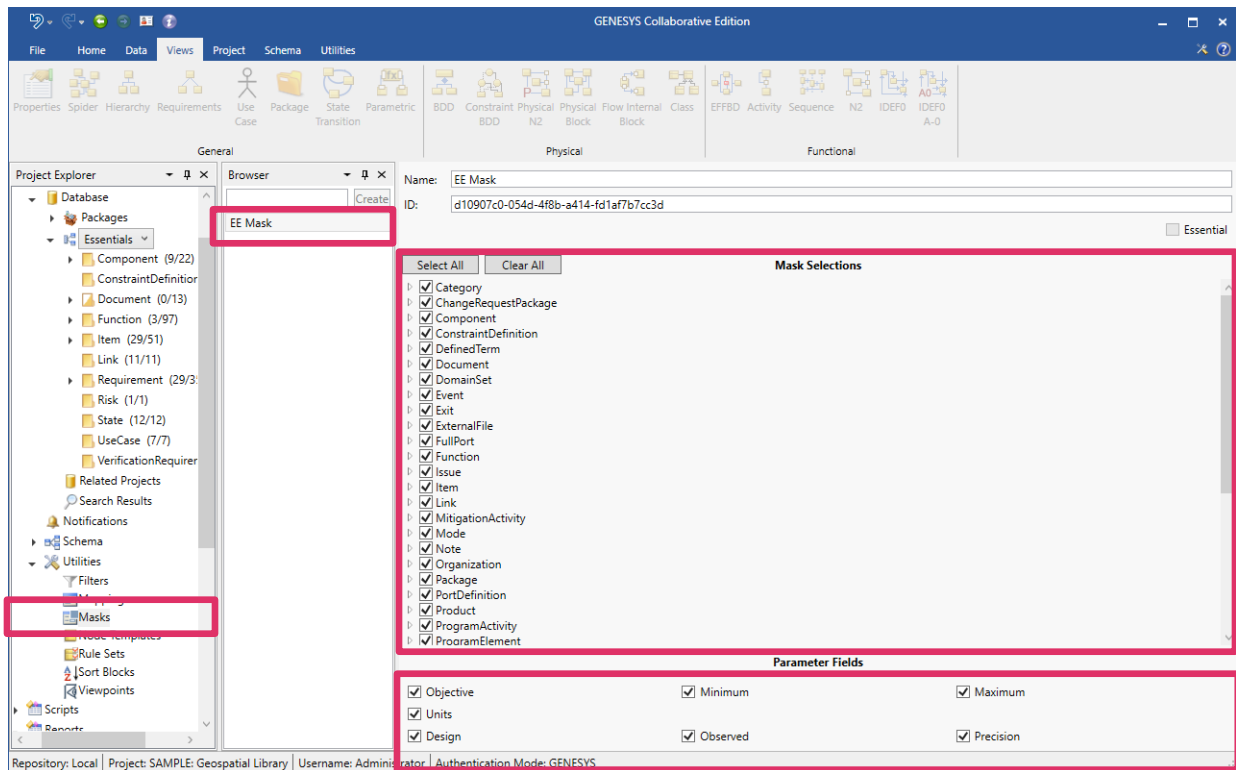 GENESYS Collaborative Edition
File Home Data Views Project Schema Utilities
Properties Spider Hierarchy Requirements Use Case Package State Transition Parametric
BDD Constraint BDD Physical N2 Physical Block Flow Internal Block Class
EFFBD Activity Sequence N2 IDEF0 IDEF0 A-0
General Physical Functional
Project Explorer
Database
Packages
Essentials
Component (9/22)
ConstraintDefinition
Document (0/13)
Function (3/97)
Item (29/51)
Link (11/11)
Requirement (29/3
Risk (1/1)
State (12/12)
UseCase (7/7)
VerificationRequirer
Related Projects
Search Results
Notifications
Schema
Utilities
Filters
Masks
Node Templates
Rule Sets
Sort Blocks
Viewpoints
Scripts
Reports
Browser
Create
EE Mask
Name: EE Mask
ID: d10907c0-054d-4f8b-a414-fd1af7b7cc3d
Essential
Select All Clear All Mask Selections
Category
ChangeRequestPackage
Component
ConstraintDefinition
DefinedTerm
Document
DomainSet
Event
Exit
ExternalFile
FullPort
Function
Issue
Item
Link
MitigationActivity
Mode
Note
Organization
Package
PortDefinition
Product
ProgramActivity
ProgramElement
Parameter Fields
Objective Minimum Maximum
Units
Design Observed Precision
Repository: Local Project: SAMPLE: Geospatial Library Username: Administrator Authentication Mode: GENESYS